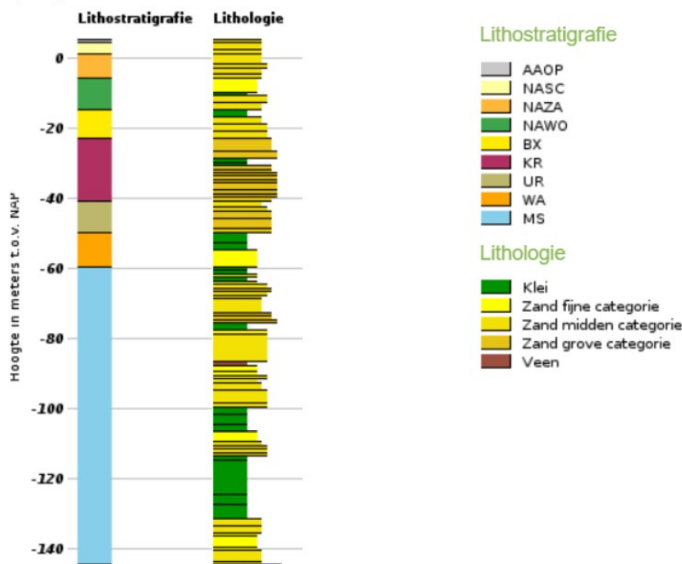 Lithostratigrafie Lithologie
Hoogte in meters t.o.v. NAP
0
-20
-40
-60
-80
-100
-120
-140
Lithostratigrafie
AAOP
NASC
NAZA
NAWO
BX
KR
UR
WA
MS
Lithologie
Klei
Zand fijne categorie
Zand midden categorie
Zand grove categorie
Veen